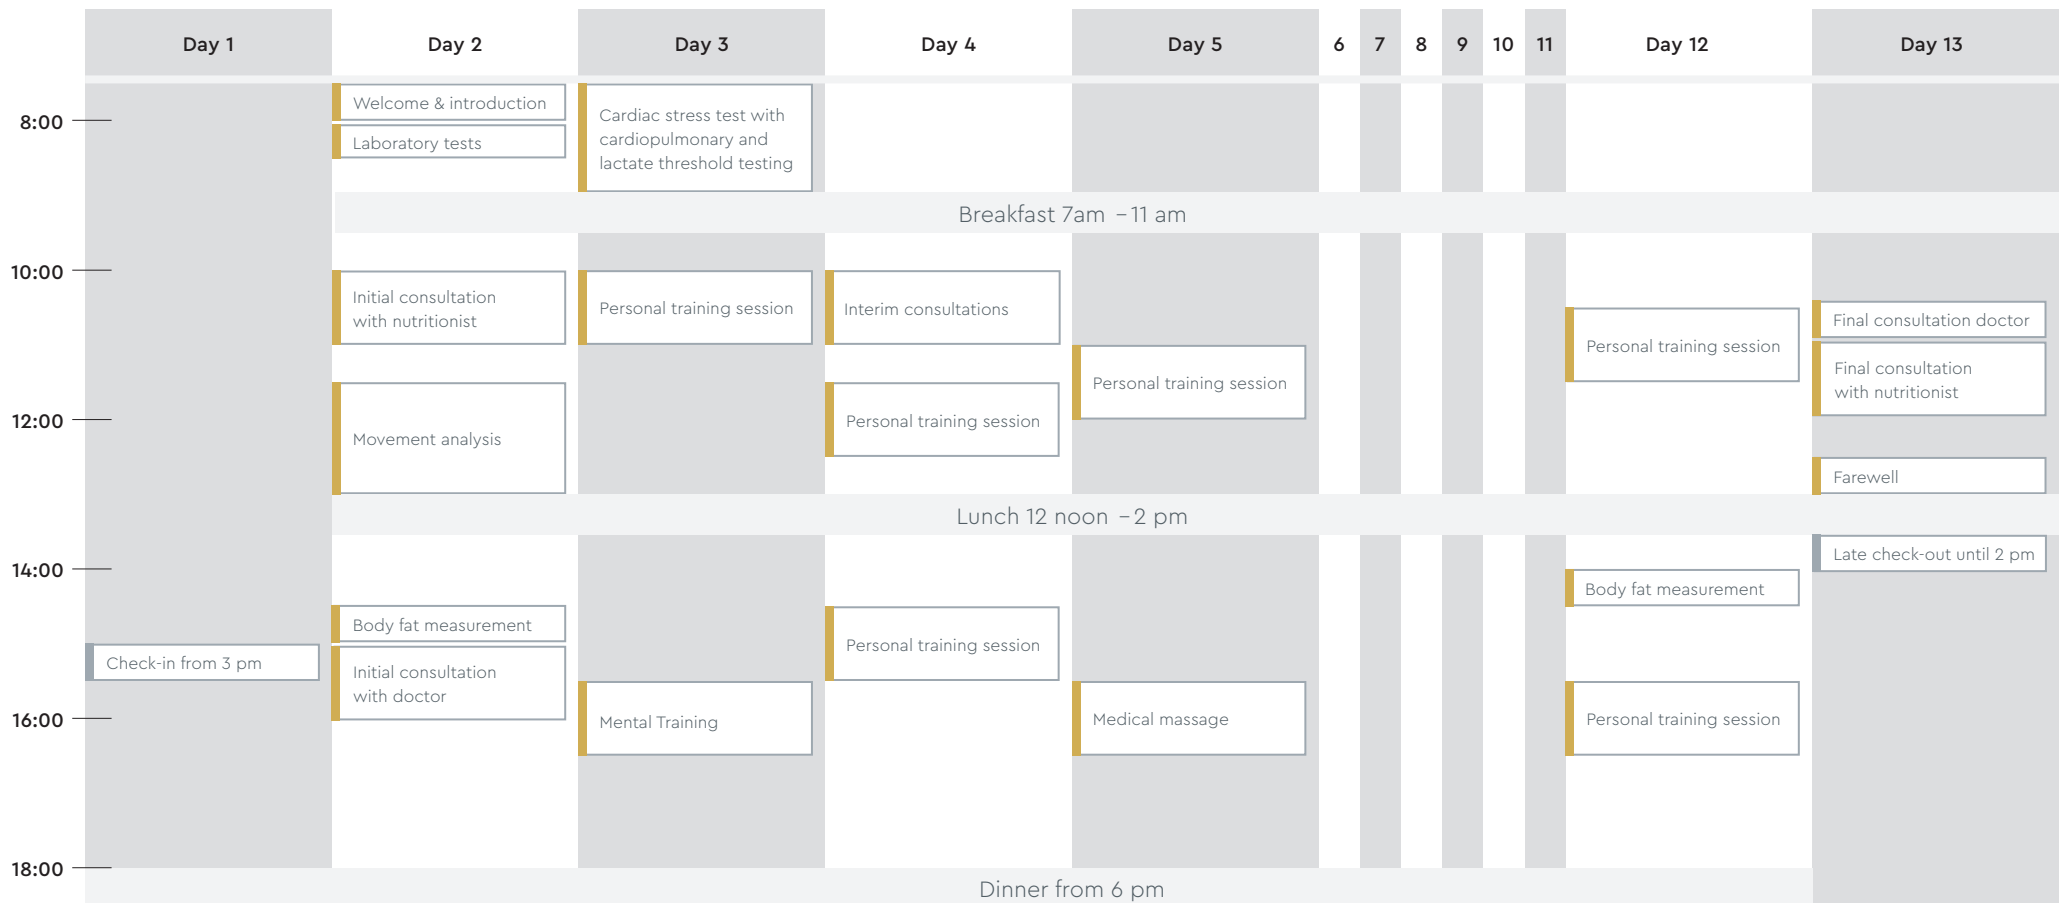 Day 1
Day 2
Day 3
Day 4
Day 5
6
7
8
9
10
11
Day 12
Day 13
8:00
10:00
12:00
14:00
16:00
18:00
Check-in from 3 pm
Welcome & introduction
Laboratory tests
Initial consultation
with nutritionist
Movement analysis
Body fat measurement
Initial consultation
with doctor
Cardiac stress test with
cardiopulmonary and
lactate threshold testing
Personal training session
Mental Training
Interim consultations
Personal training session
Personal training session
Personal training session
Medical massage
Personal training session
Body fat measurement
Personal training session
Final consultation doctor
Final consultation
with nutritionist
Farewell
Late check-out until 2 pm
Breakfast 7am – 11 am
Lunch 12 noon – 2 pm
Dinner from 6 pm